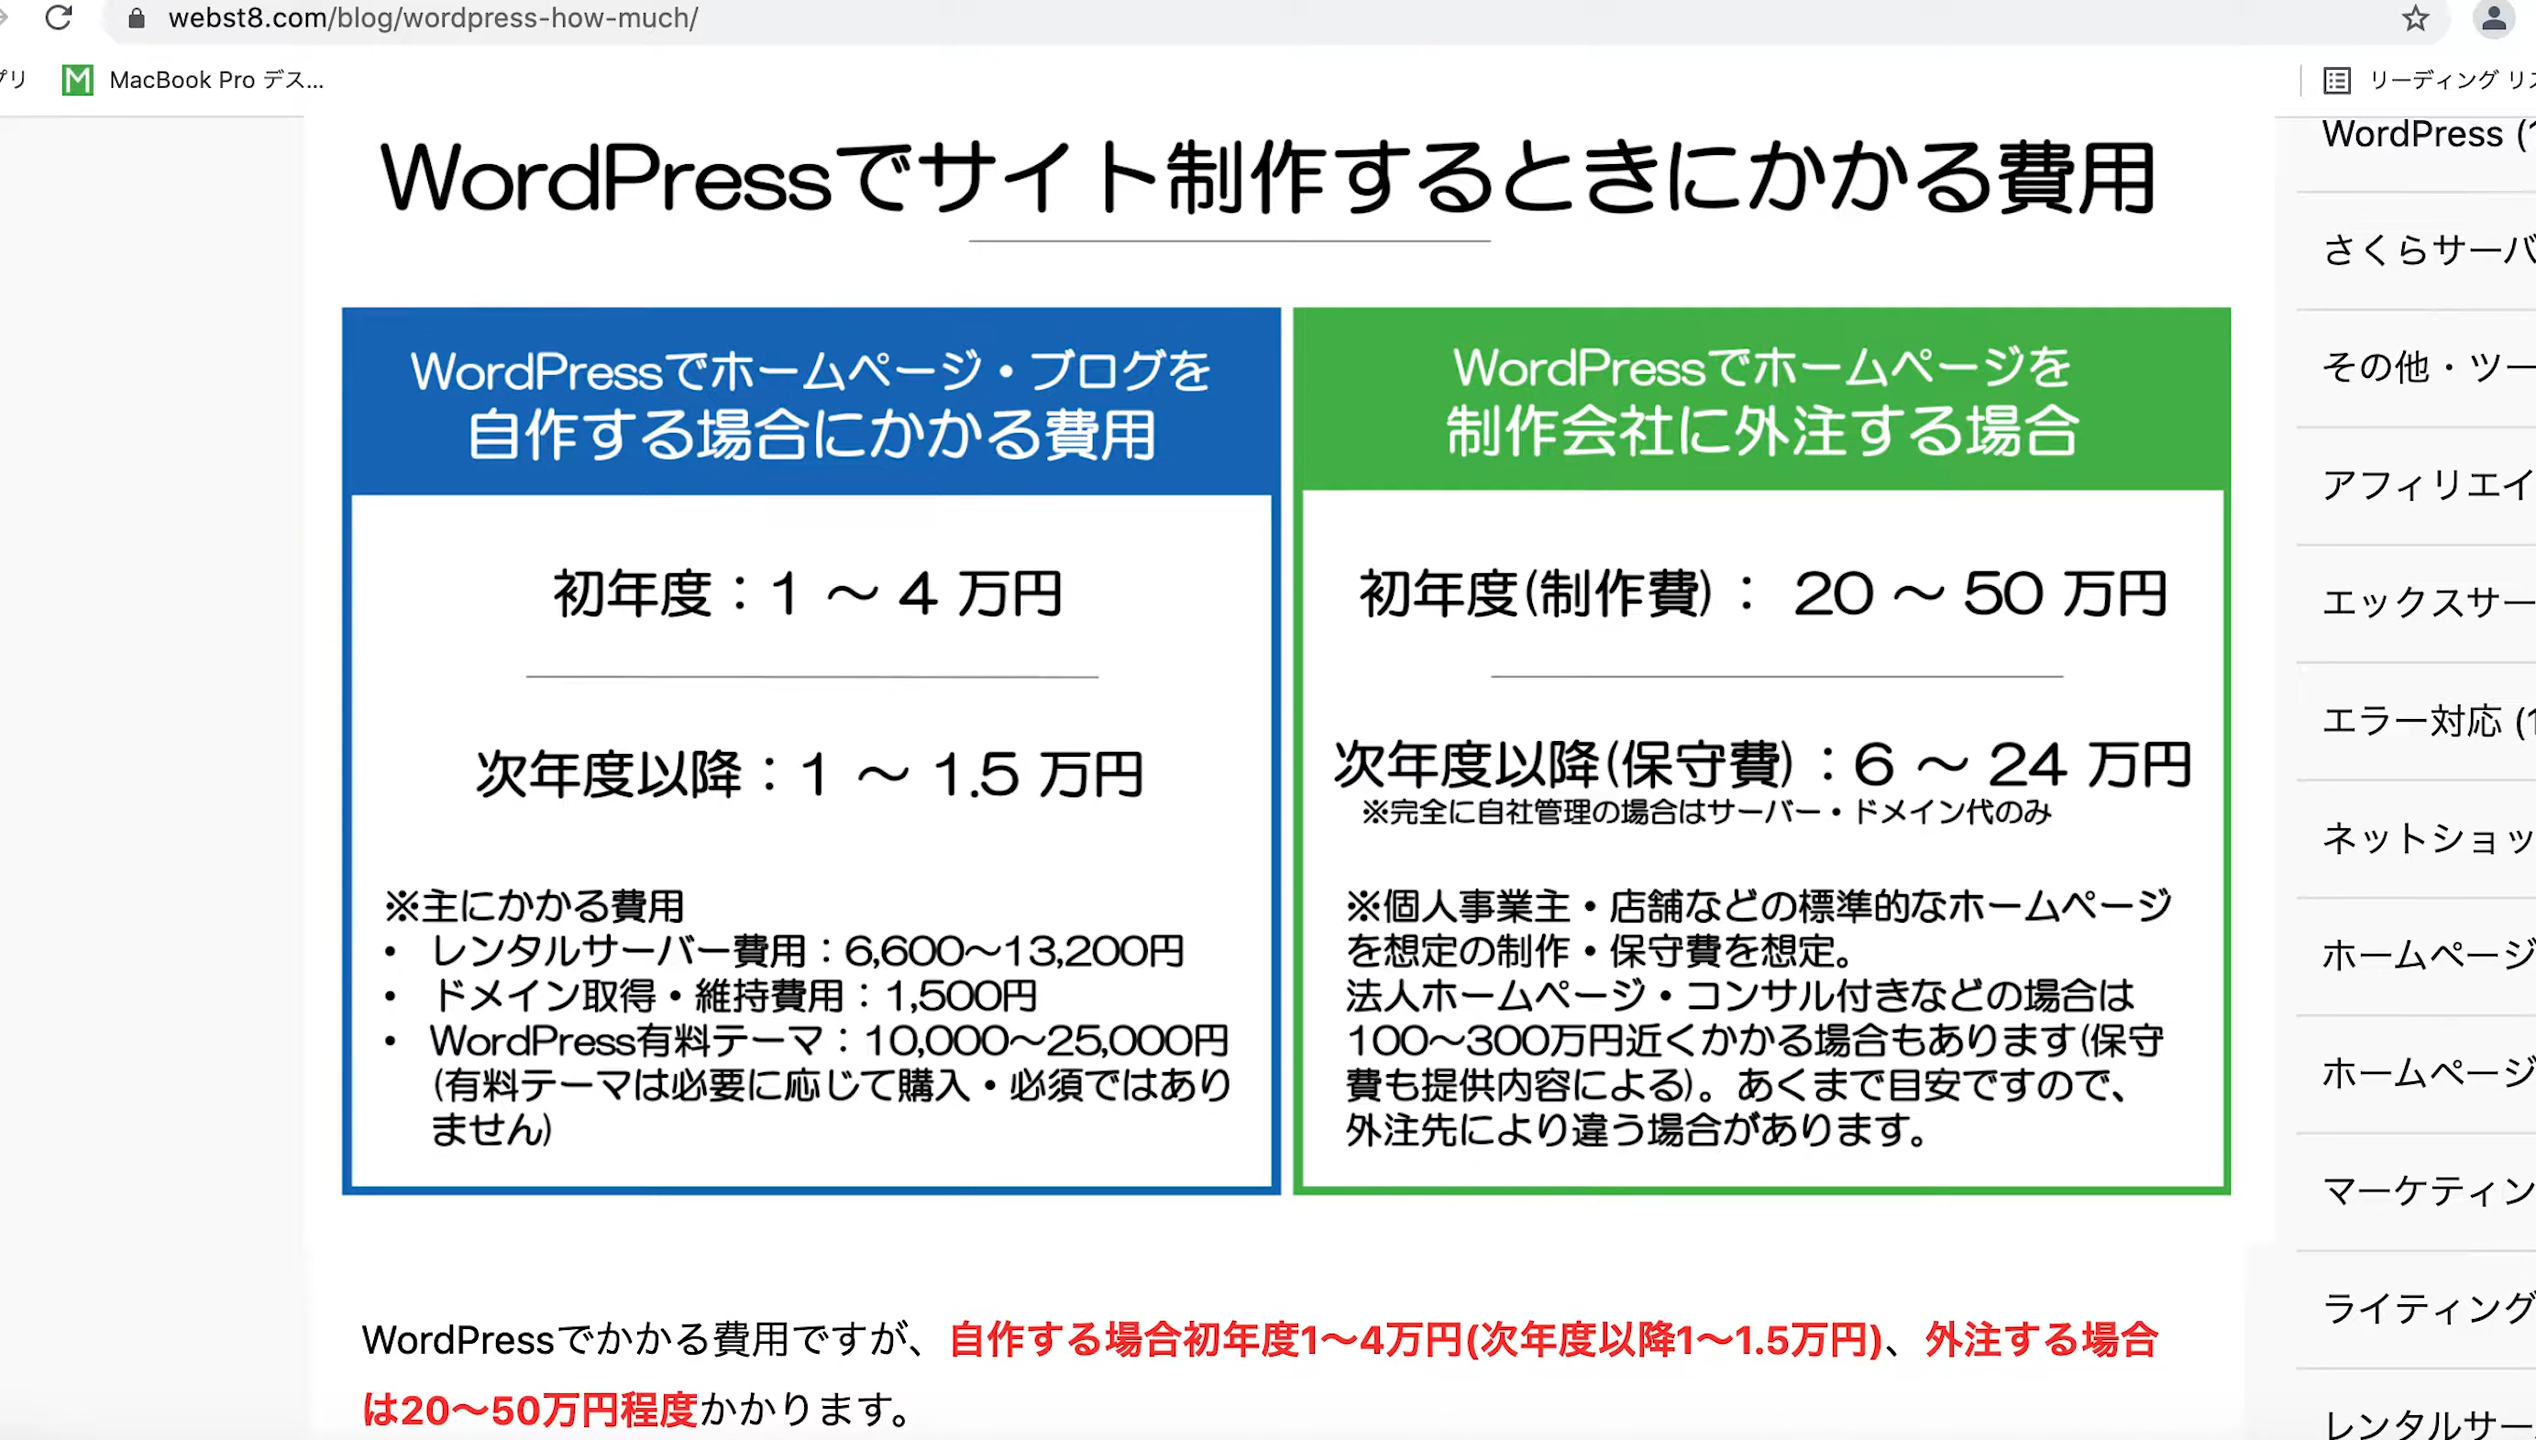 webst8.com/blog/wordpress-how-much/
プリ
M
MacBook Pro デス...
リーディング リス
WordPressでサイト制作するときにかかる費用
WordPressでホームページ・ブログを
自作する場合にかかる費用
初年度：1 ～ 4 万円
次年度以降：1 ～ 1.5 万円
※主にかかる費用
• レンタルサーバー費用：6,600～13,200円
• ドメイン取得・維持費用：1,500円
• WordPress有料テーマ：10,000～25,000円
(有料テーマは必要に応じて購入・必須ではあり
ません)
WordPressでホームページを
制作会社に外注する場合
初年度(制作費)： 20 ～ 50 万円
次年度以降(保守費)：6 ～ 24 万円
※完全に自社管理の場合はサーバー・ドメイン代のみ
※個人事業主・店舗などの標準的なホームページ
を想定の制作・保守費を想定。
法人ホームページ・コンサル付きなどの場合は
100～300万円近くかかる場合もあります(保守
費も提供内容による)。あくまで目安ですので、
外注先により違う場合があります。
WordPressでかかる費用ですが、自作する場合初年度1～4万円(次年度以降1～1.5万円)、外注する場合
は20～50万円程度かかります。
WordPress (1
さくらサーバ
その他・ツー
アフィリエイ
エックスサー
エラー対応 (1
ネットショッ
ホームページ
ホームページ
マーケティン
ライティング
レンタルサー